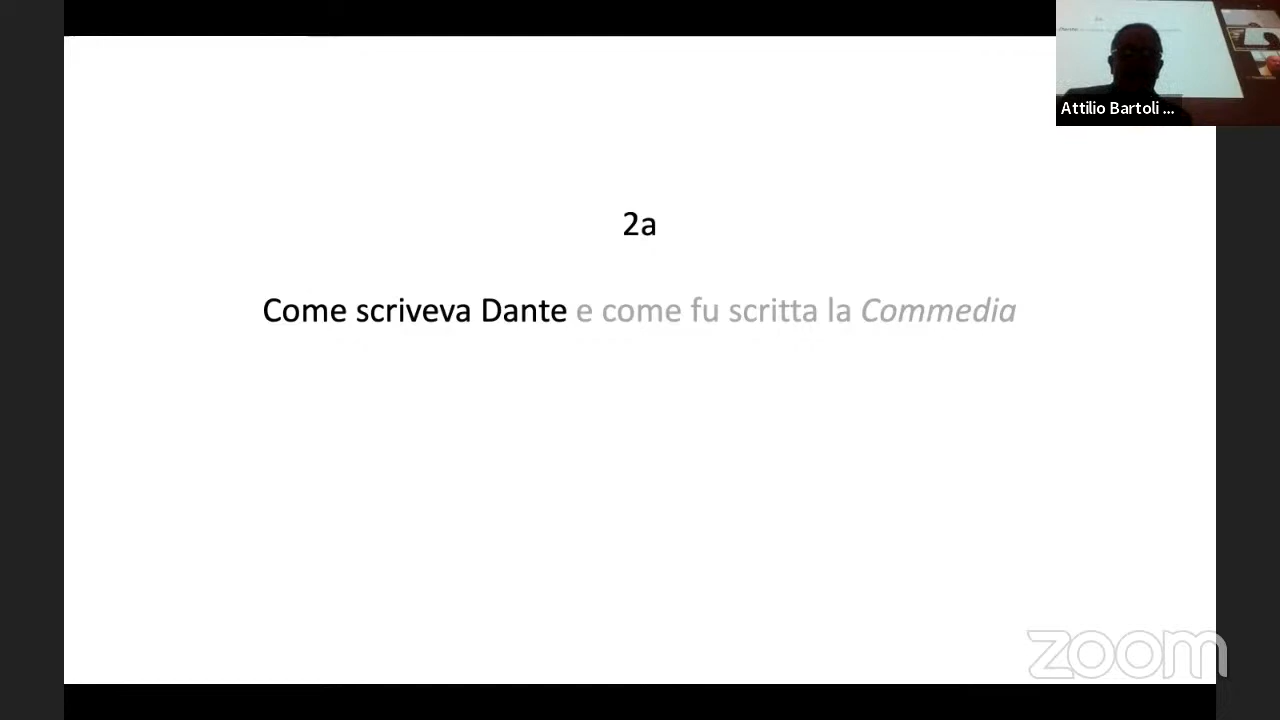 Attilio Bartoli ...
2a
Come scriveva Dante e come fu scritta la Commedia
zoom